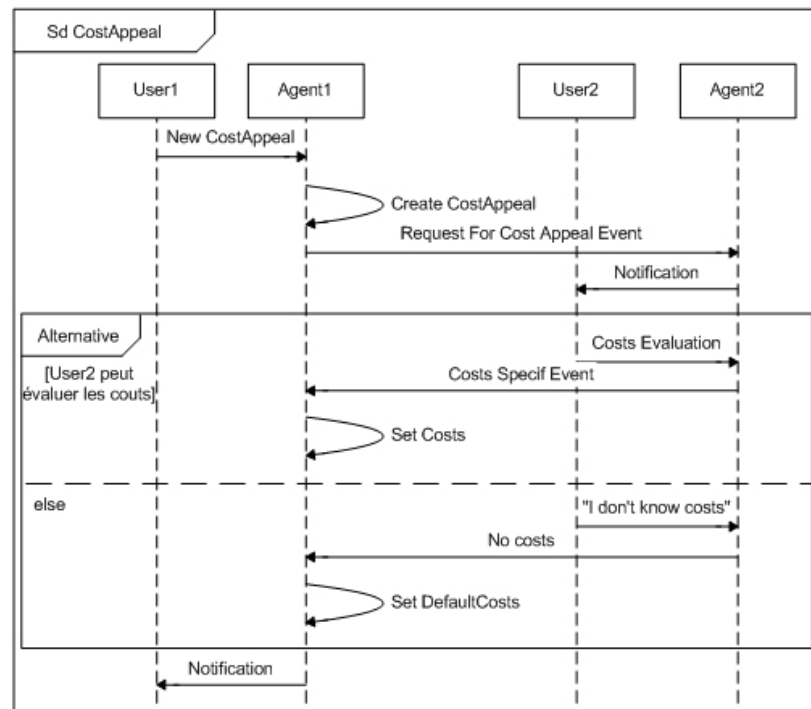 Sd CostAppeal
User1
Agent1
User2
Agent2
New CostAppeal
Create CostAppeal
Request For Cost Appeal Event
Notification
Alternative
Costs Evaluation
[User2 peut
évaluer les couts]
Costs Specif Event
Set Costs
else
"I don't know costs"
No costs
Set DefaultCosts
Notification